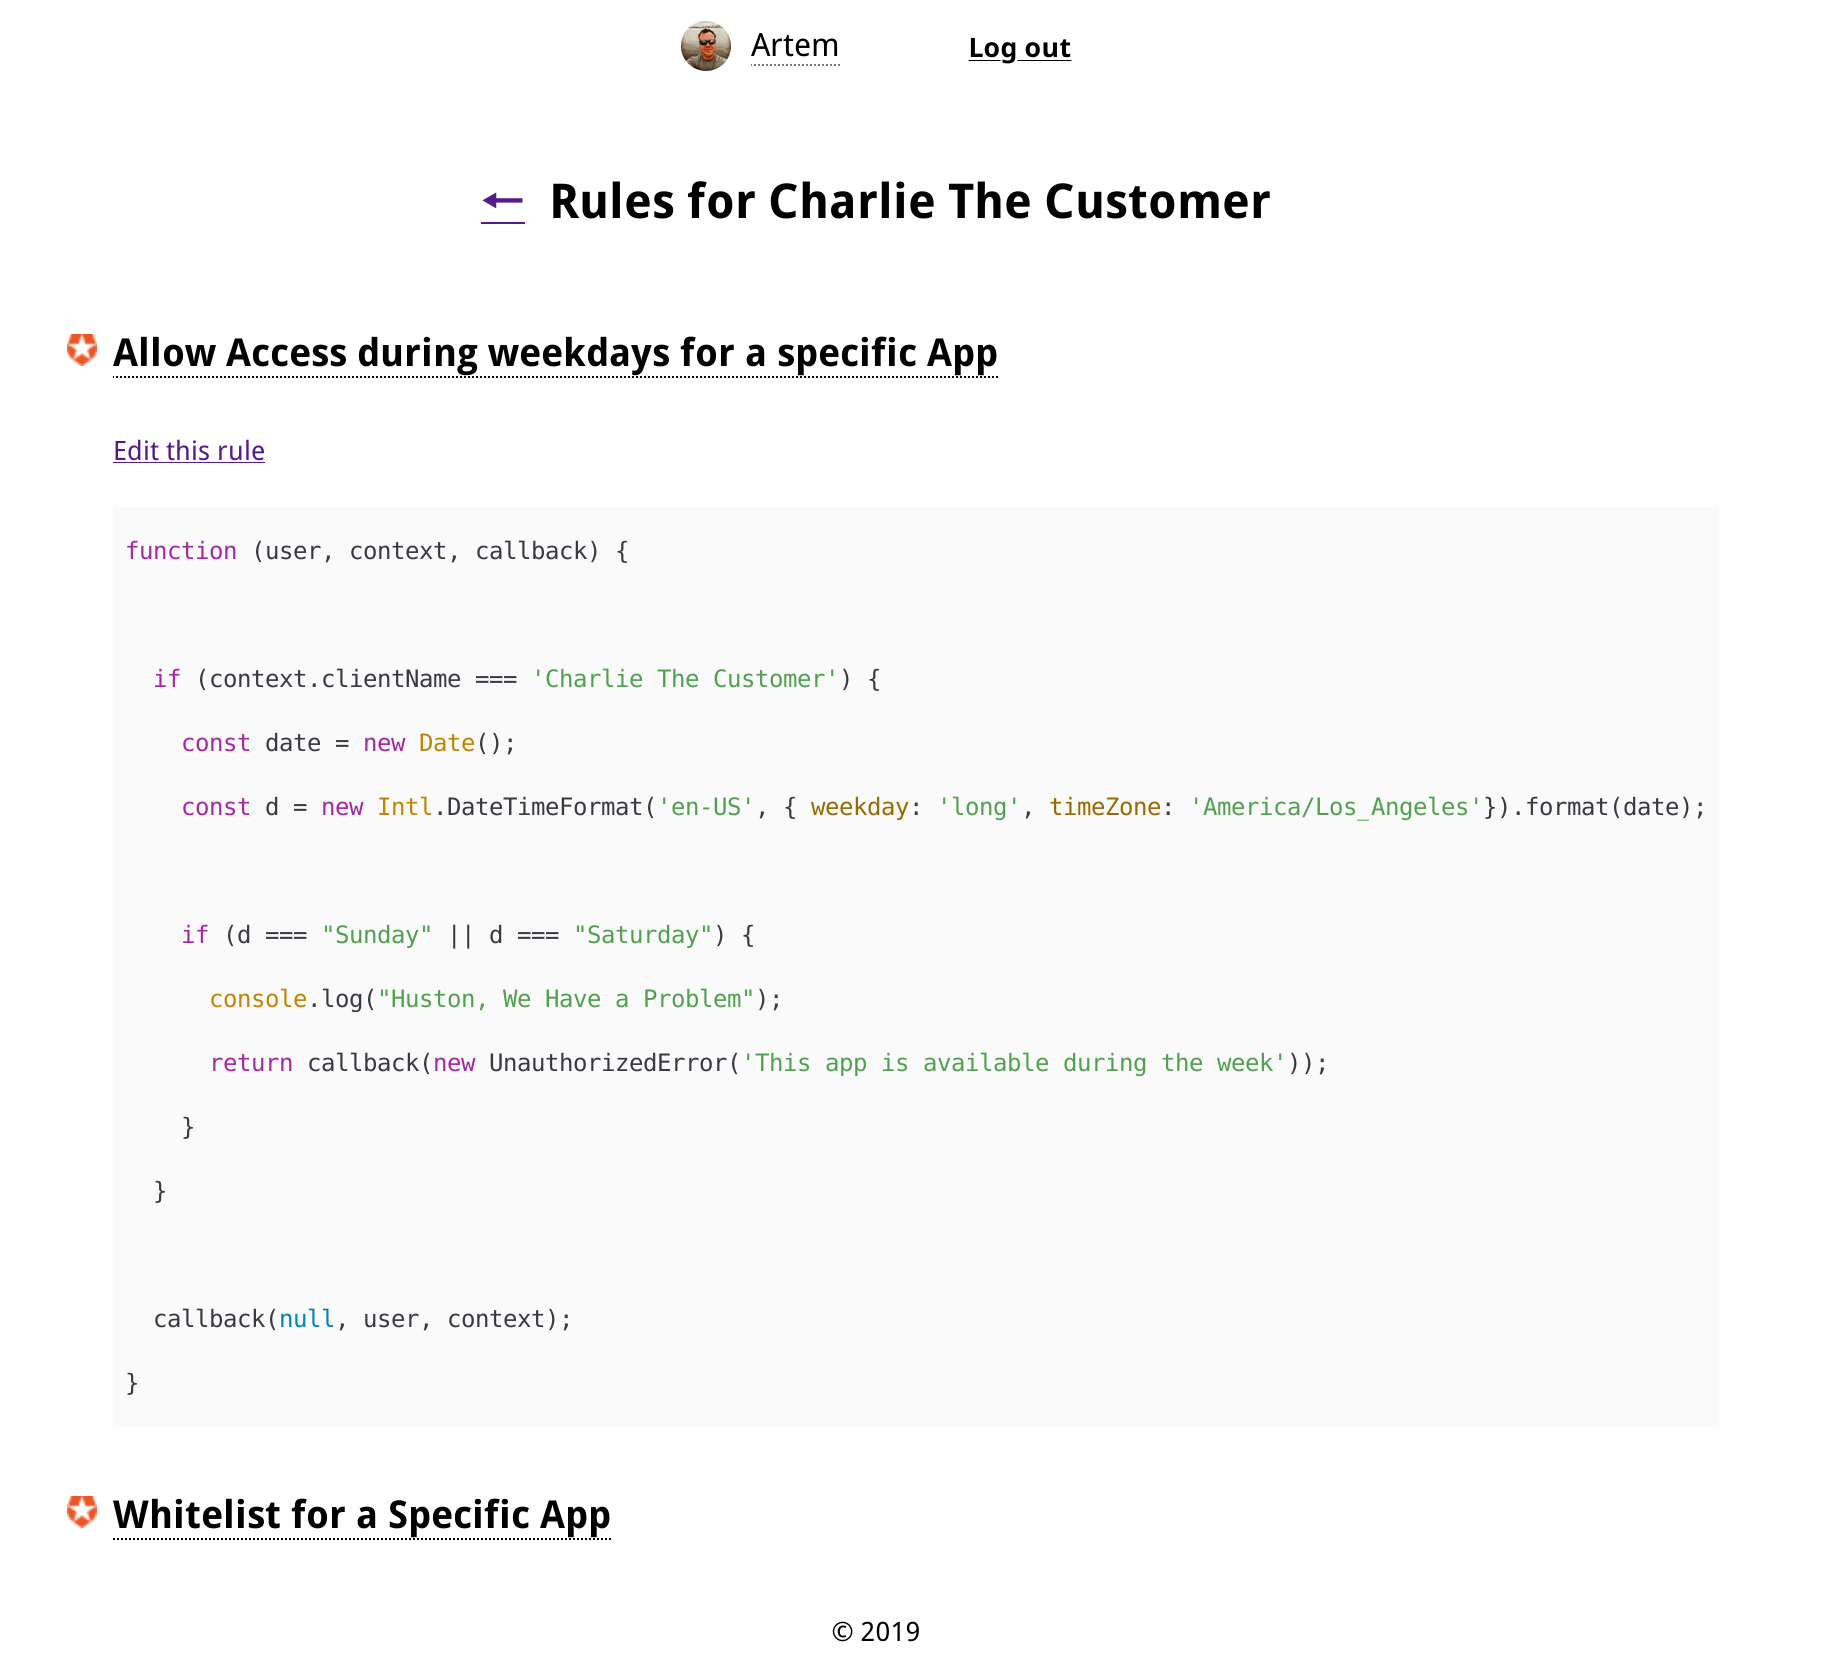 Artem Log out
← Rules for Charlie The Customer
Allow Access during weekdays for a specific App
Edit this rule
function (user, context, callback) {
if (context.clientName === 'Charlie The Customer') {
const date = new Date();
const d = new Intl.DateTimeFormat('en-US', { weekday: 'long', timeZone: 'America/Los_Angeles'}).format(date);
if (d === "Sunday" || d === "Saturday") {
console.log("Huston, We Have a Problem");
return callback(new UnauthorizedError('This app is available during the week'));
}
}
callback(null, user, context);
}
Whitelist for a Specific App
© 2019